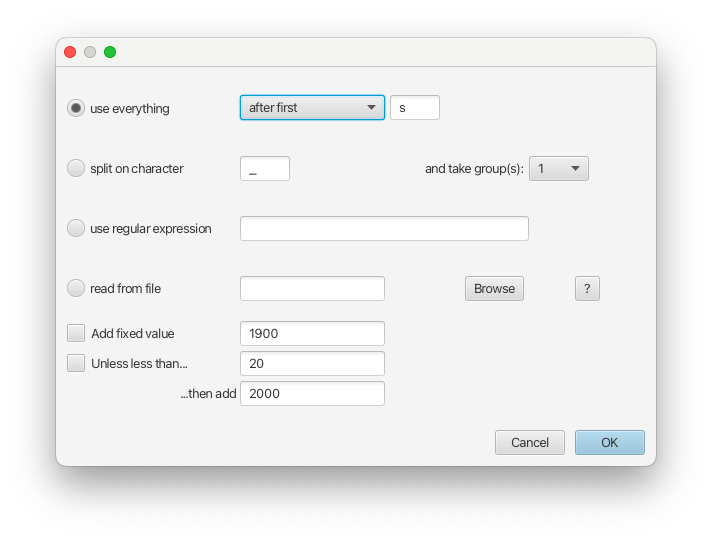 use everything after first s
split on character _ and take group(s): 1
use regular expression
read from file Browse ?
Add fixed value 1900
Unless less than... 20
...then add 2000
Cancel OK